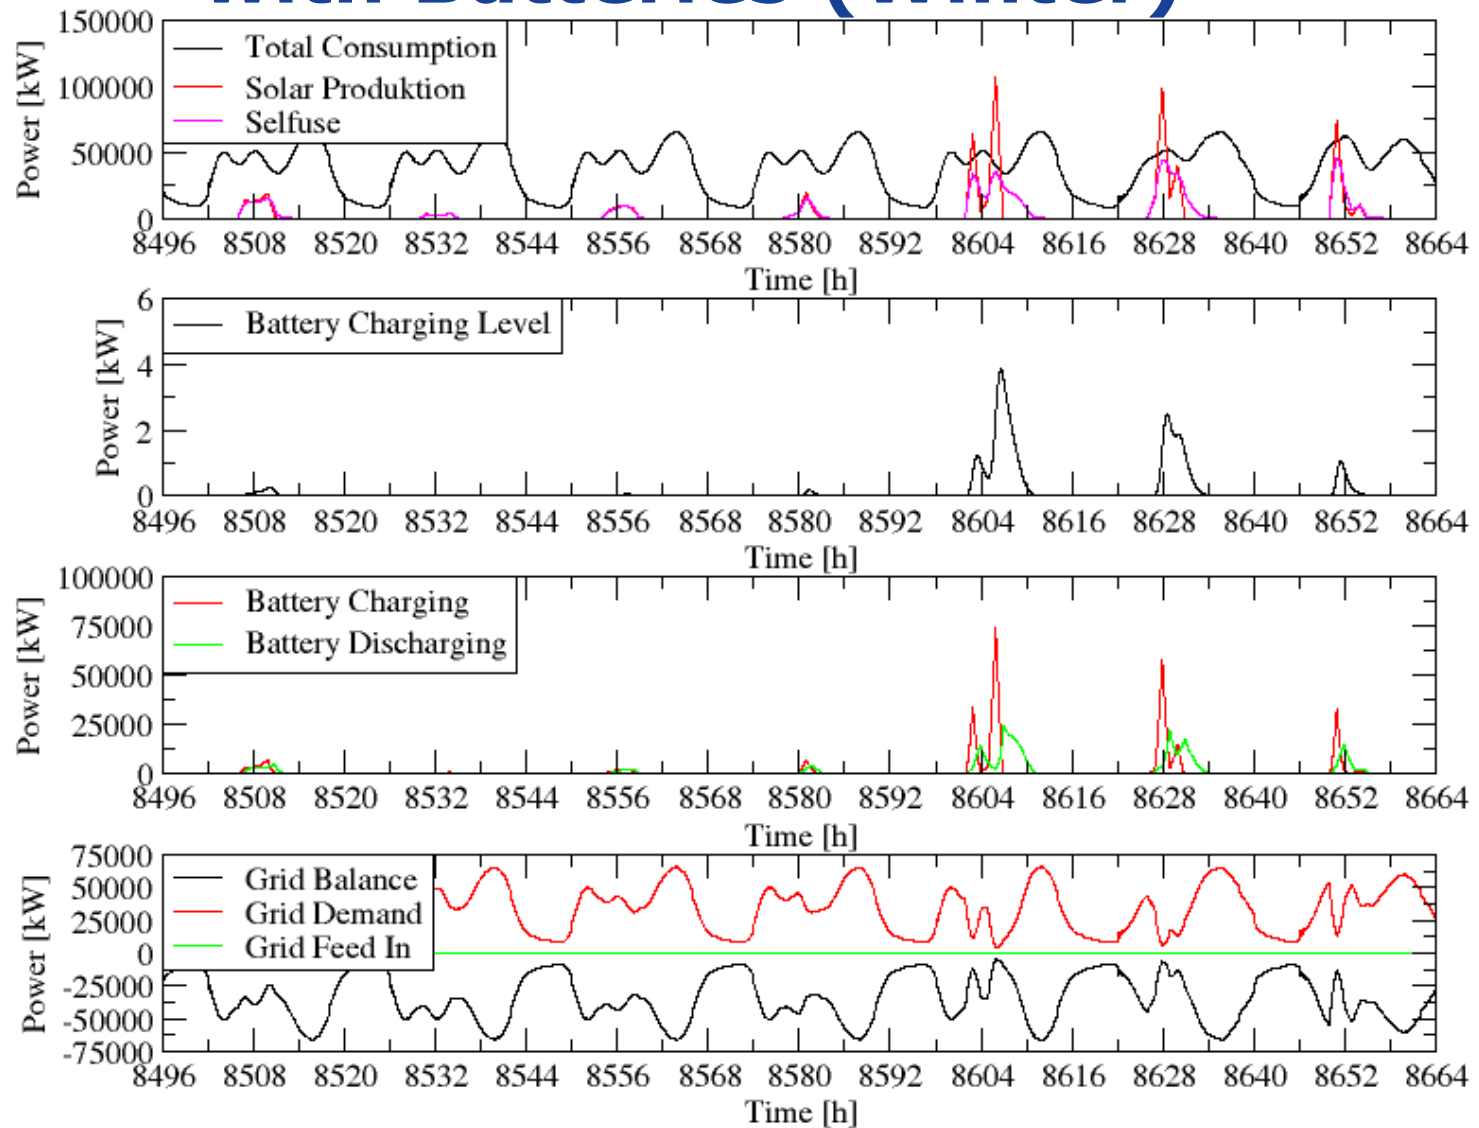 with Batteries (Winter)
150000
100000
50000
0
Power [kW]
Total Consumption
Solar Produktion
Selfuse
8496 8508 8520 8532 8544 8556 8568 8580 8592 8604 8616 8628 8640 8652 8664
Time [h]
6
4
2
0
Power [kW]
Battery Charging Level
8496 8508 8520 8532 8544 8556 8568 8580 8592 8604 8616 8628 8640 8652 8664
Time [h]
100000
75000
50000
25000
0
Power [kW]
Battery Charging
Battery Discharging
8496 8508 8520 8532 8544 8556 8568 8580 8592 8604 8616 8628 8640 8652 8664
Time [h]
75000
50000
25000
0
-25000
-50000
-75000
Power [kW]
Grid Balance
Grid Demand
Grid Feed In
8496 8508 8520 8532 8544 8556 8568 8580 8592 8604 8616 8628 8640 8652 8664
Time [h]